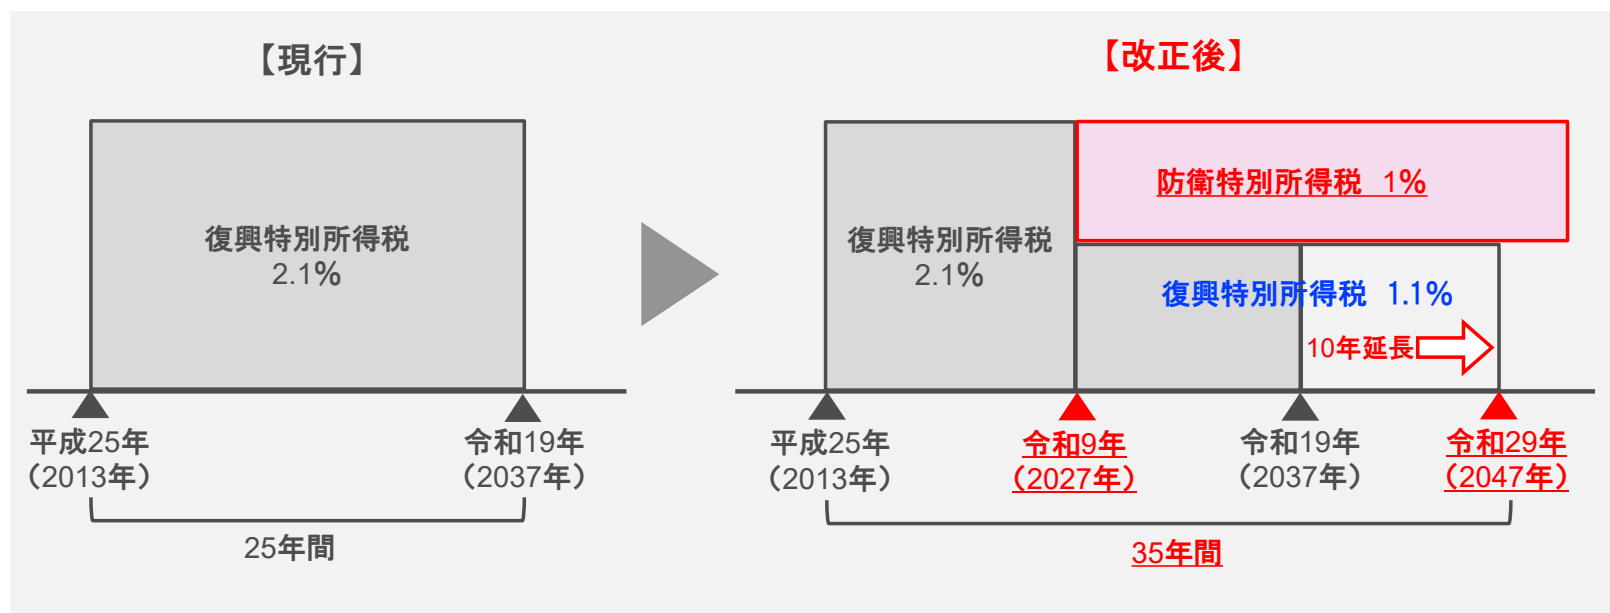 【現行】
復興特別所得税
2.1％
平成25年
（2013年）
令和19年
（2037年）
25年間
【改正後】
防衛特別所得税　1％
復興特別所得税
2.1％
復興特別所得税　1.1％
10年延長
平成25年
（2013年）
令和9年
（2027年）
令和19年
（2037年）
令和29年
（2047年）
35年間